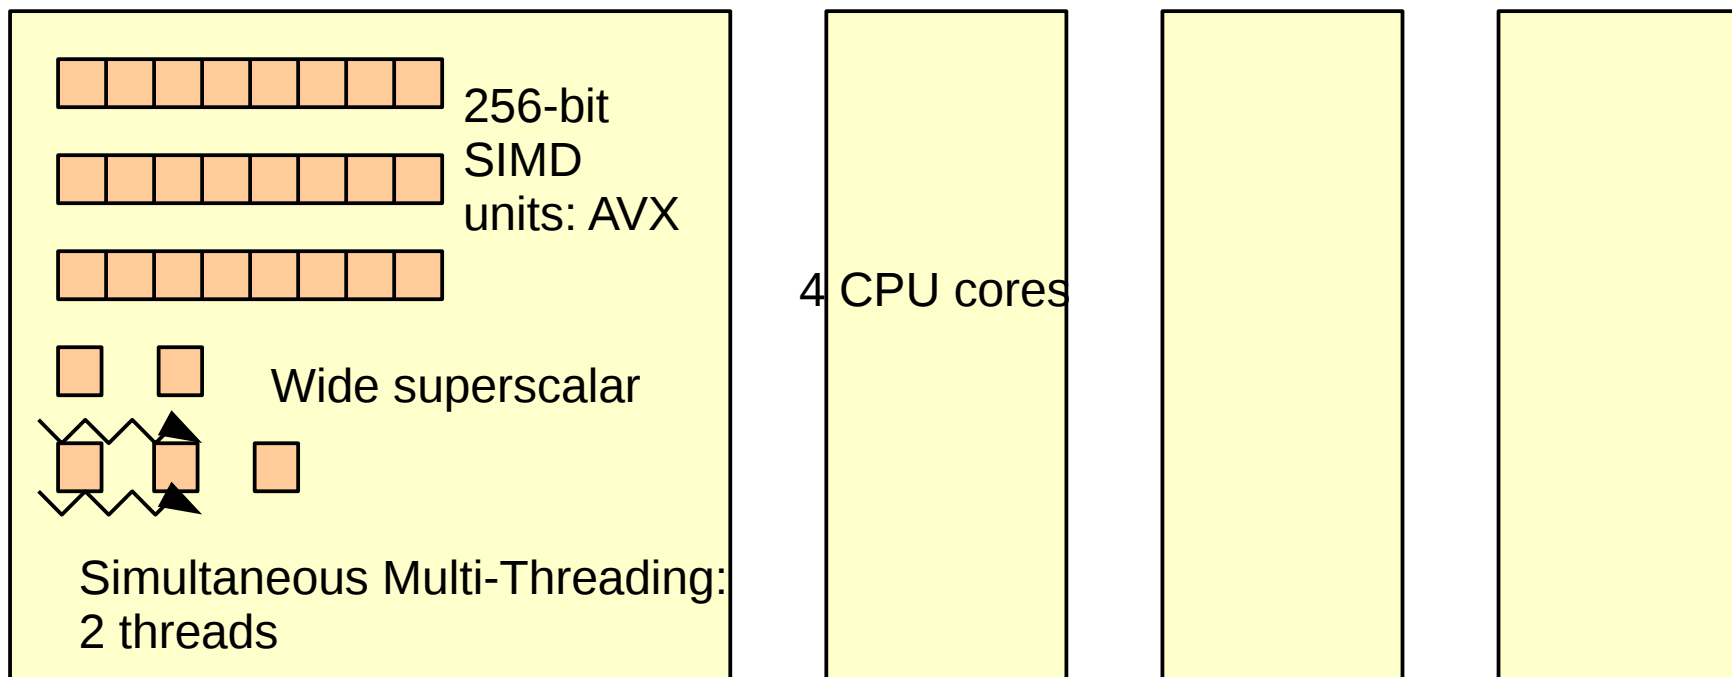 256-bit
SIMD
units: AVX
4 CPU cores
Wide superscalar
Simultaneous Multi-Threading:
2 threads